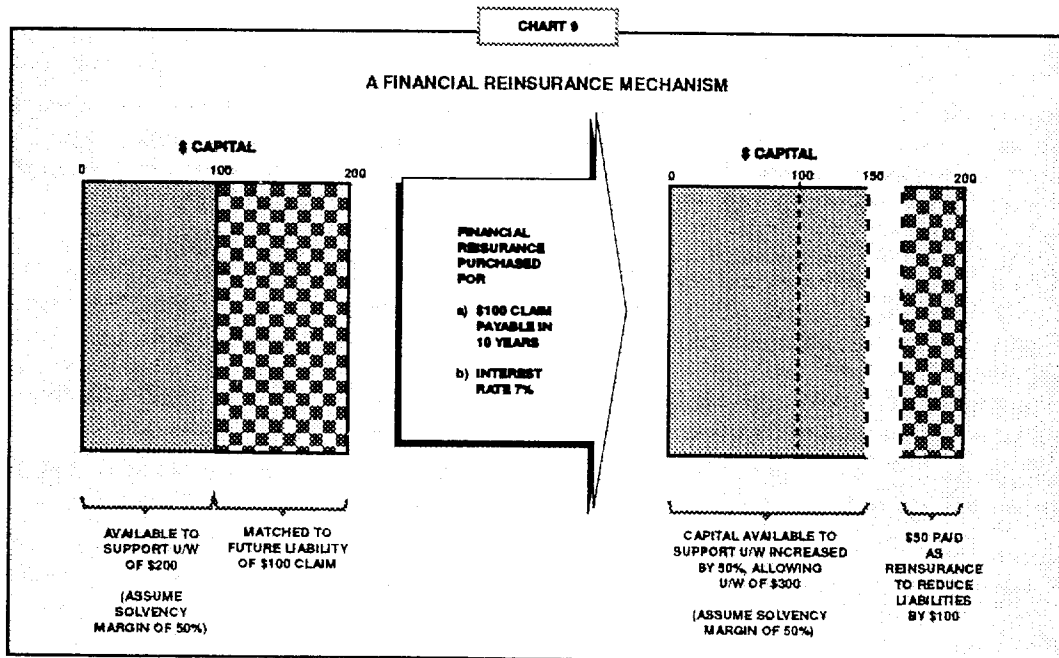 CHART 9
A FINANCIAL REINSURANCE MECHANISM
$ CAPITAL
0 100 200
AVAILABLE TO
SUPPORT U/W
OF $200
(ASSUME
SOLVENCY
MARGIN OF 50%)
MATCHED TO
FUTURE LIABILITY
OF $100 CLAIM
FINANCIAL
REISURANCE
PURCHASED
FOR
a) $100 CLAIM
PAYABLE IN
10 YEARS
b) INTEREST
RATE 7%
$ CAPITAL
0 100 150 200
CAPITAL AVAILABLE TO
SUPPORT U/W INCREASED
BY 50%, ALLOWING
U/W OF $300
(ASSUME SOLVENCY
MARGIN OF 50%)
$50 PAID
AS
REINSURANCE
TO REDUCE
LIABILITIES
BY $100